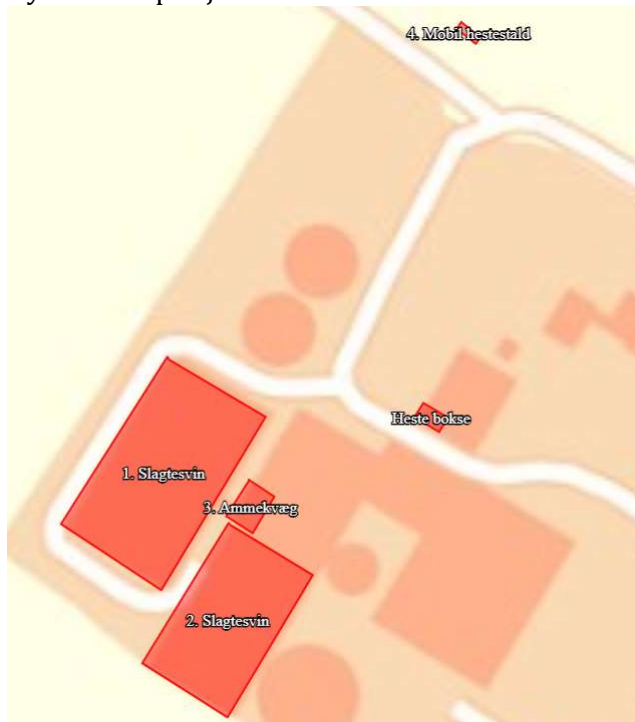 4. Mobil hestestald
Heste bokse
1. Slagtesvin
3. Ammekvæg
2. Slagtesvin